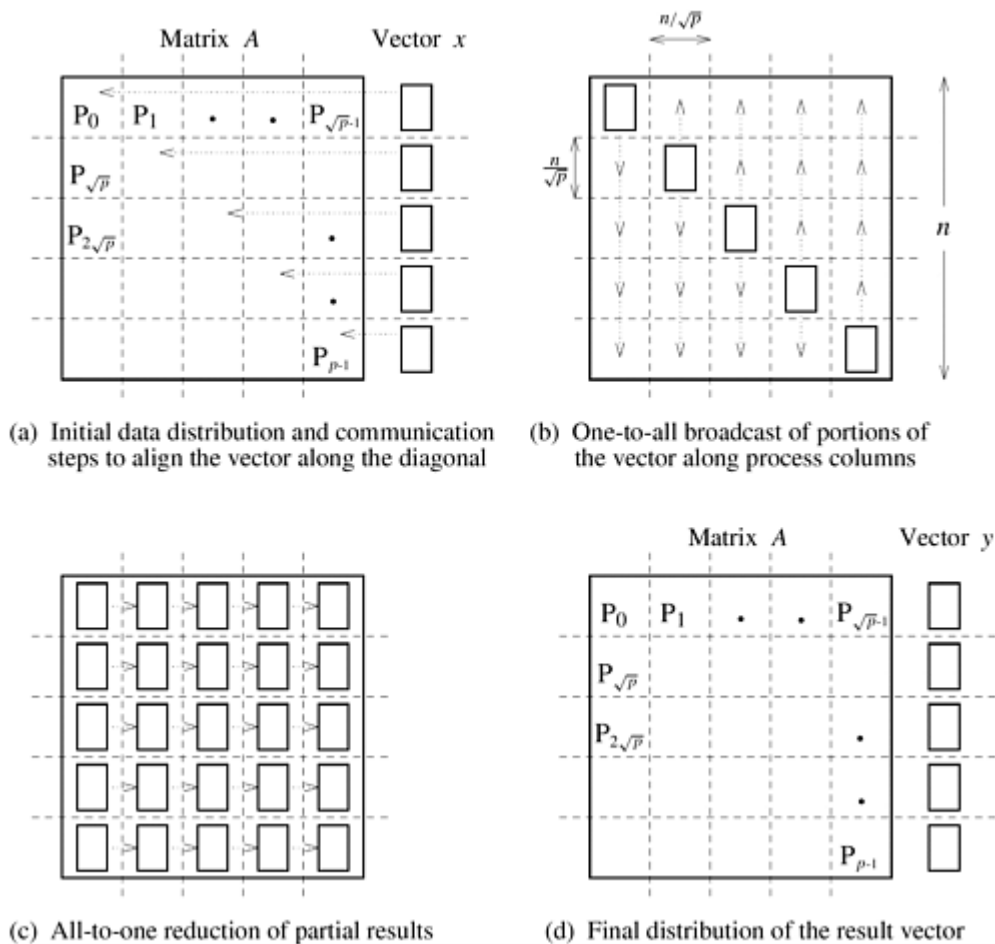 Matrix A Vector x
P0 P1 . . P√p-1
P√p
P2√p
.
.
Pp-1
(a) Initial data distribution and communication
steps to align the vector along the diagonal
n/√p
n/√p
n
(b) One-to-all broadcast of portions of
the vector along process columns
(c) All-to-one reduction of partial results
Matrix A Vector y
P0 P1 . . P√p-1
P√p
P2√p
.
.
Pp-1
(d) Final distribution of the result vector